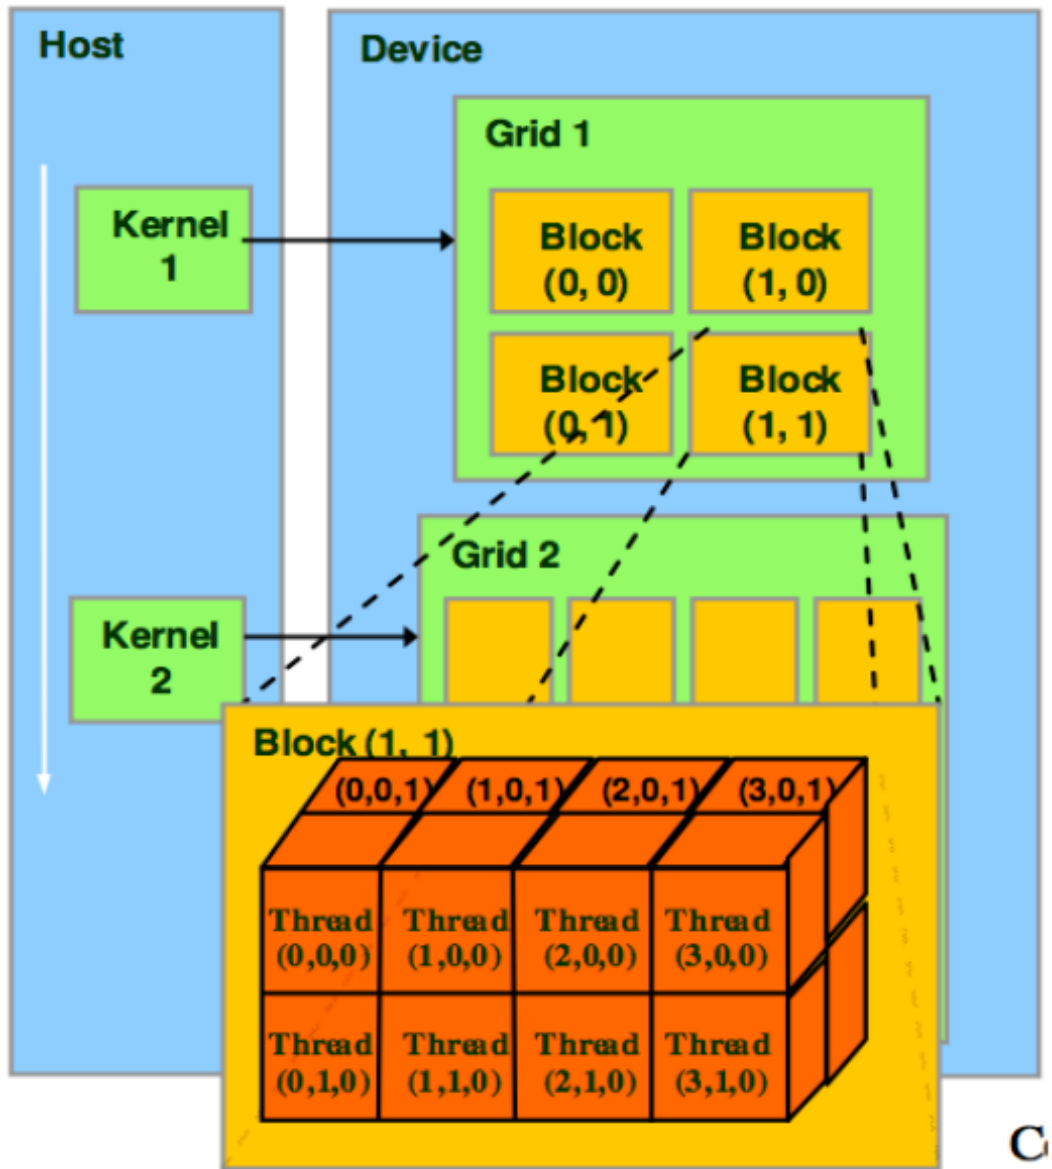 Host
Device
Grid 1
Kernel
1
Block
(0, 0)
Block
(1, 0)
Block
(0, 1)
Block
(1, 1)
Grid 2
Kernel
2
Block (1, 1)
(0,0,1)
(1,0,1)
(2,0,1)
(3,0,1)
Thread
(0,0,0)
Thread
(1,0,0)
Thread
(2,0,0)
Thread
(3,0,0)
Thread
(0,1,0)
Thread
(1,1,0)
Thread
(2,1,0)
Thread
(3,1,0)